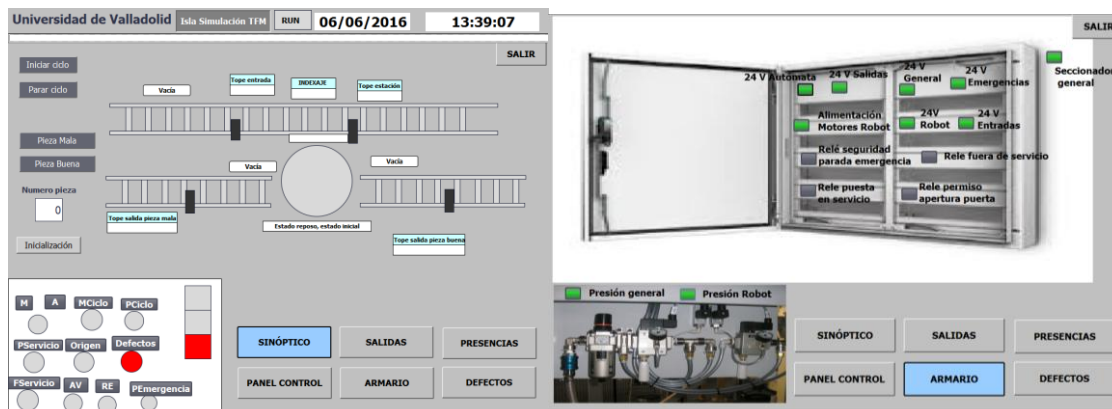 Universidad de Valladolid
Isla Simulación TFM
RUN
06/06/2016
13:39:07
SALIR
Iniciar ciclo
Parar ciclo
Vacía
Tope entrada
INDEXAJE
Tope estación
Pieza Mala
Pieza Buena
Vacía
Vacía
Numero pieza
0
Tope salida pieza mala
Estado reposo, estado inicial
Tope salida pieza buena
Inicialización
M
A
MCiclo
PCiclo
PServicio
Origen
Defectos
FServicio
AV
RE
PEmergencia
SINÓPTICO
SALIDAS
PRESENCIAS
PANEL CONTROL
ARMARIO
DEFECTOS
SALIR
24 V Automata
24 V Salidas
24 V
General
24 V
Emergencias
Seccionador
general
Alimentación
Motores Robot
24V
Robot
24 V
Entradas
Relé seguridad
parada emergencia
Rele fuera de servicio
Rele puesta
en servicio
Rele permiso
apertura puerta
Presión general
Presión Robot
SINÓPTICO
SALIDAS
PRESENCIAS
PANEL CONTROL
ARMARIO
DEFECTOS